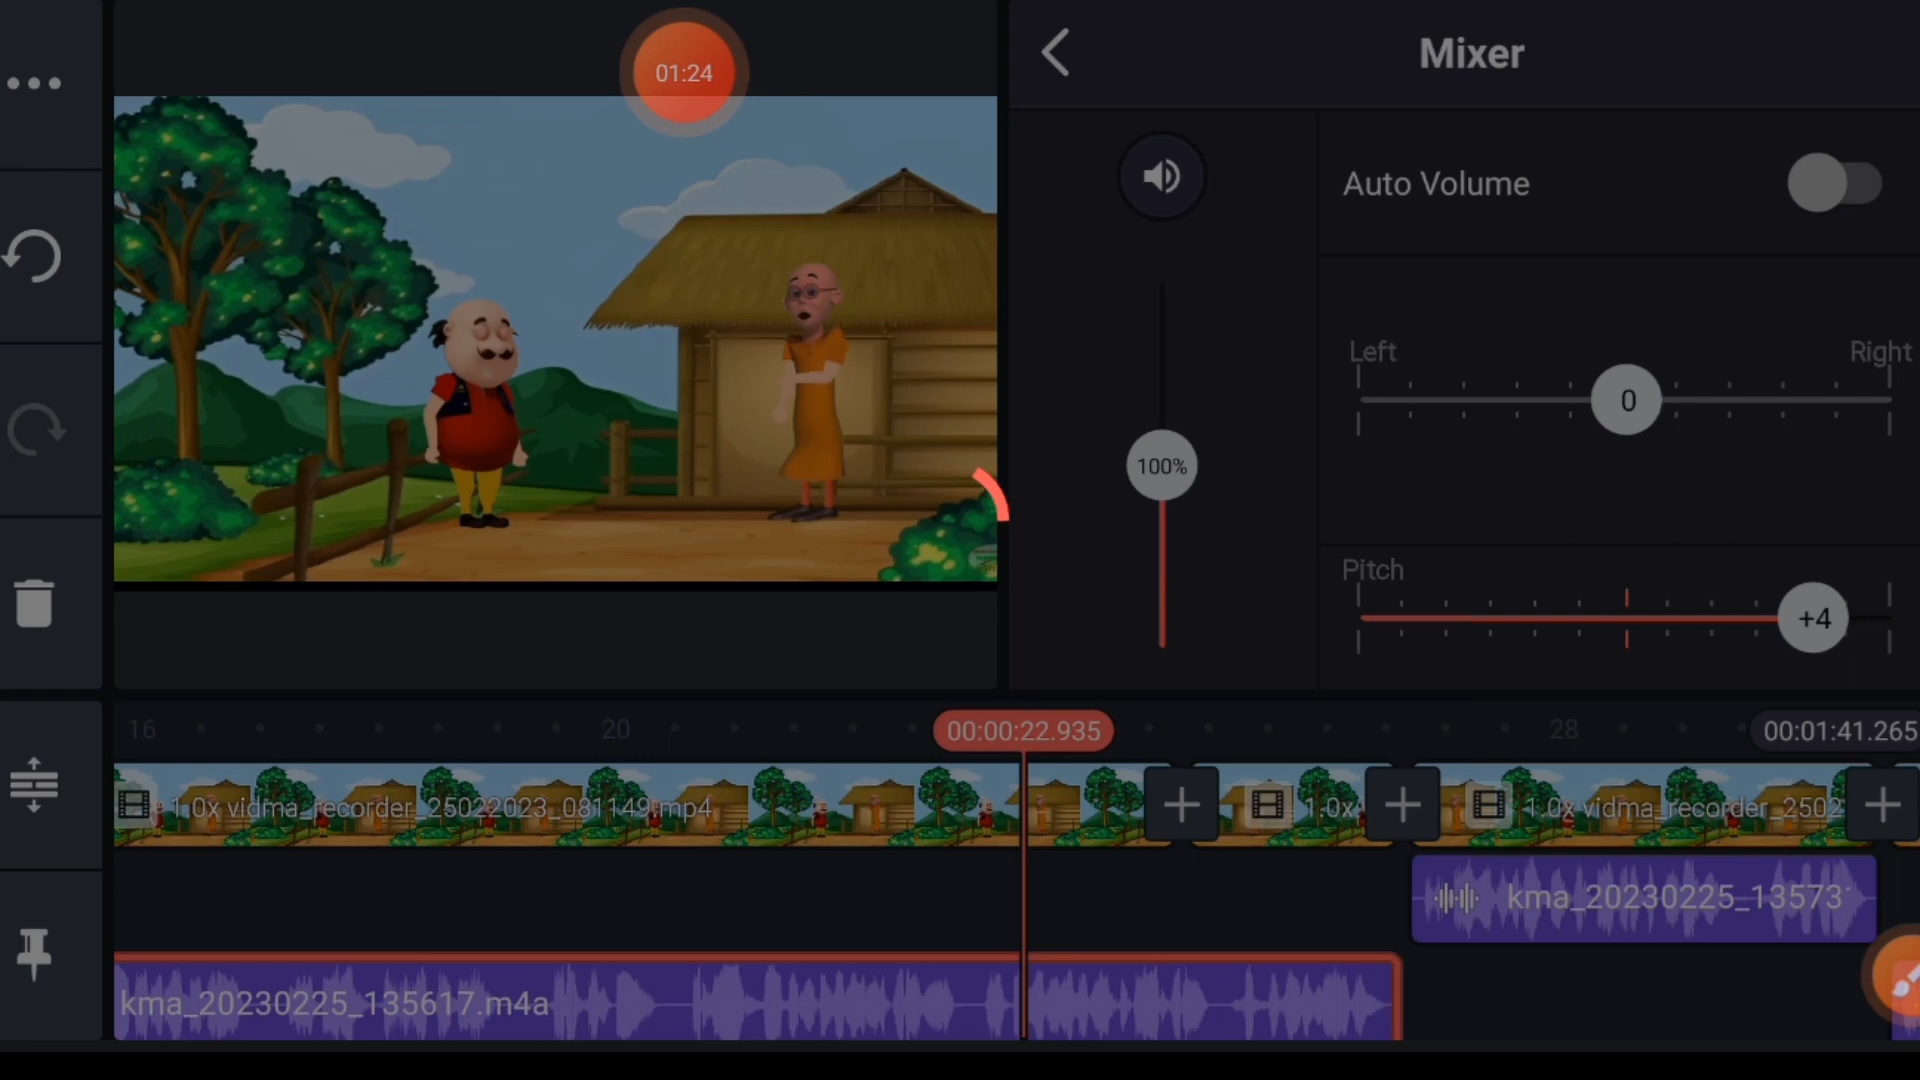 01:24
Mixer
Auto Volume
Left
Right
0
100%
Pitch
+4
16
20
00:00:22.935
28
00:01:41.265
1.0x vidma_recorder_25022023_081149.mp4
1.0x
1.0x vidma_recorder_2502
kma_20230225_13573
kma_20230225_135617.m4a